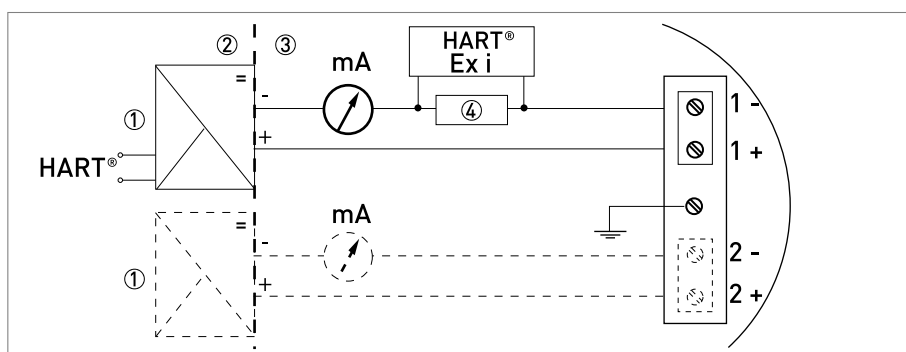 ② ③
HART®
Ex i
mA
=
-
④
1 -
①
+
1 +
HART®
mA
=
-
2 -
①
+
2 +